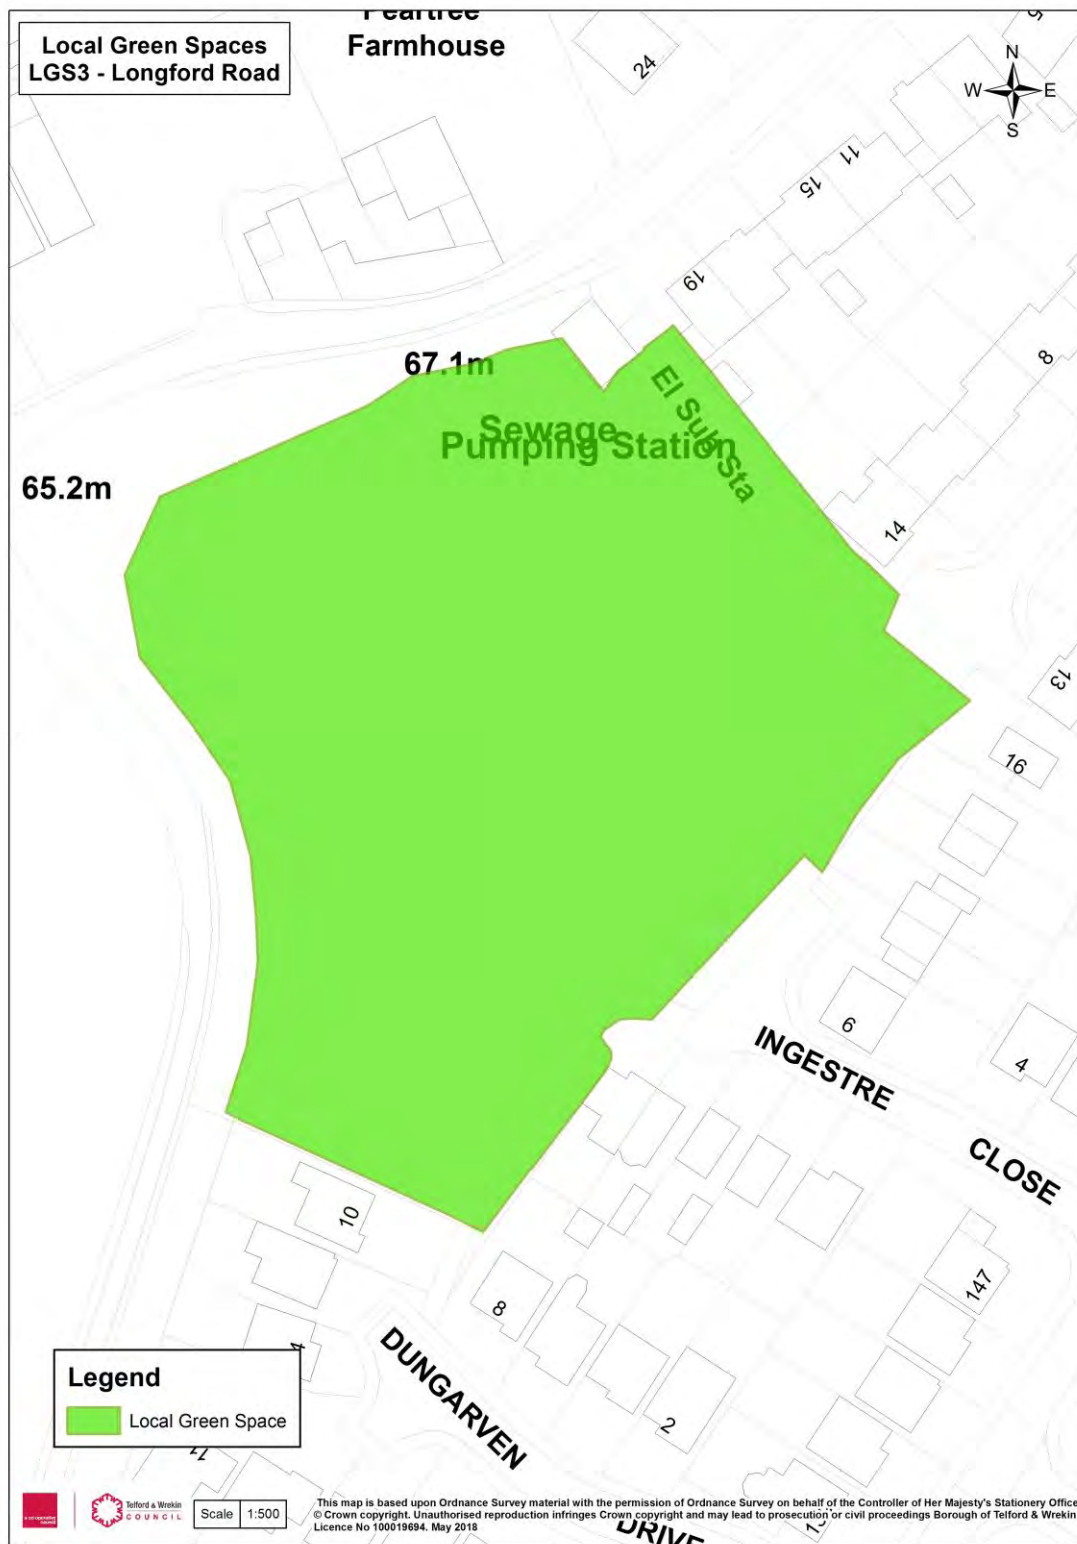 Local Green Spaces
LGS3 - Longford Road
Peartree
Farmhouse
24
N
W E
S
11
15
19
8
67.1m
Sewage
Pumping Station
El Sub Sta
65.2m
14
13
16
6
INGESTRE
CLOSE
4
10
8
147
DUNGARVEN
DRIVE
2
4
11
Legend
Local Green Space
Telford & Wrekin
COUNCIL
Scale 1:500
This map is based upon Ordnance Survey material with the permission of Ordnance Survey on behalf of the Controller of Her Majesty's Stationery Office
© Crown copyright. Unauthorised reproduction infringes Crown copyright and may lead to prosecution or civil proceedings Borough of Telford & Wrekin
Licence No 100019694. May 2018